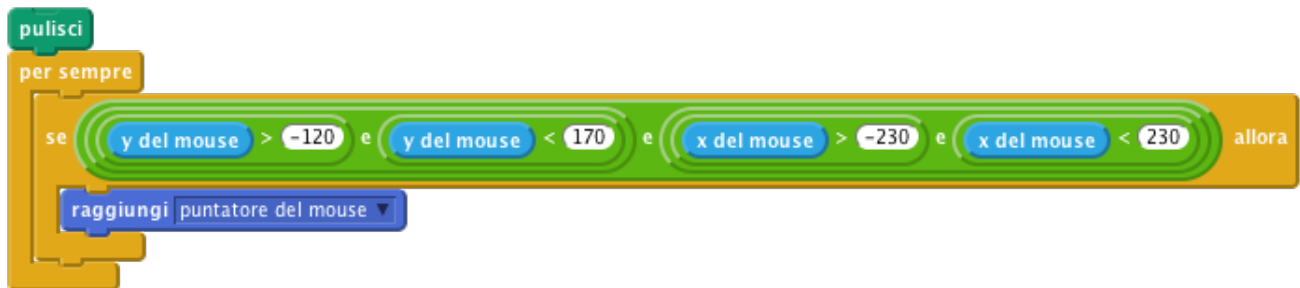 pulisci
per sempre
se y del mouse > -120 e y del mouse < 170 e x del mouse > -230 e x del mouse < 230 allora
raggiungi puntatore del mouse